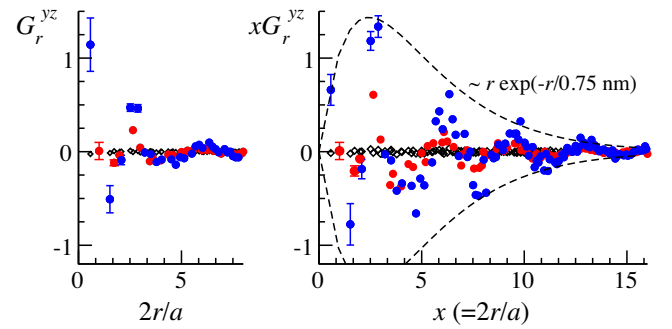 G_r^{yz}
1
0
-1
5
2r/a
xG_r^{yz}
~ r exp(-r/0.75 nm)
1
0
-1
0
5
10
15
x (=2r/a)